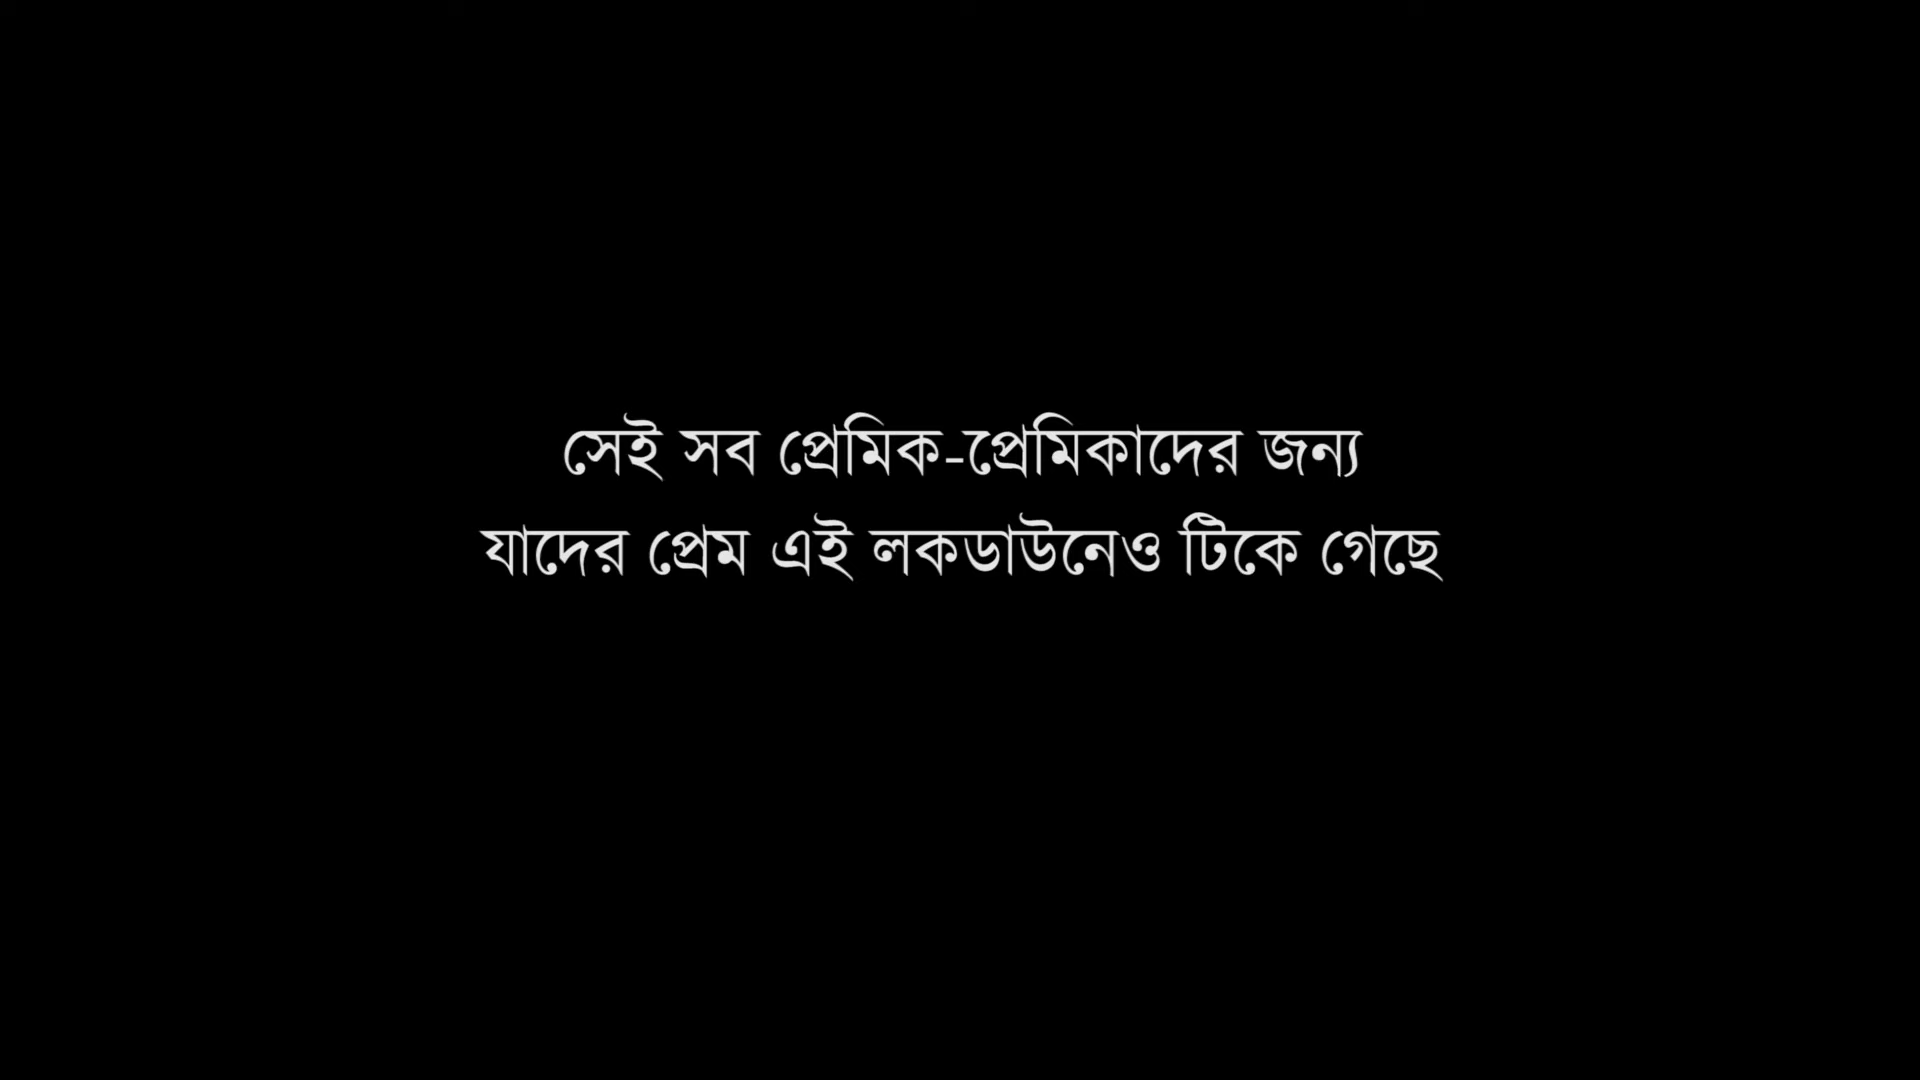 সেই সব প্রেমিক-প্রেমিকাদের জন্য
যাদের প্রেম এই লকডাউনেও টিকে গেছে